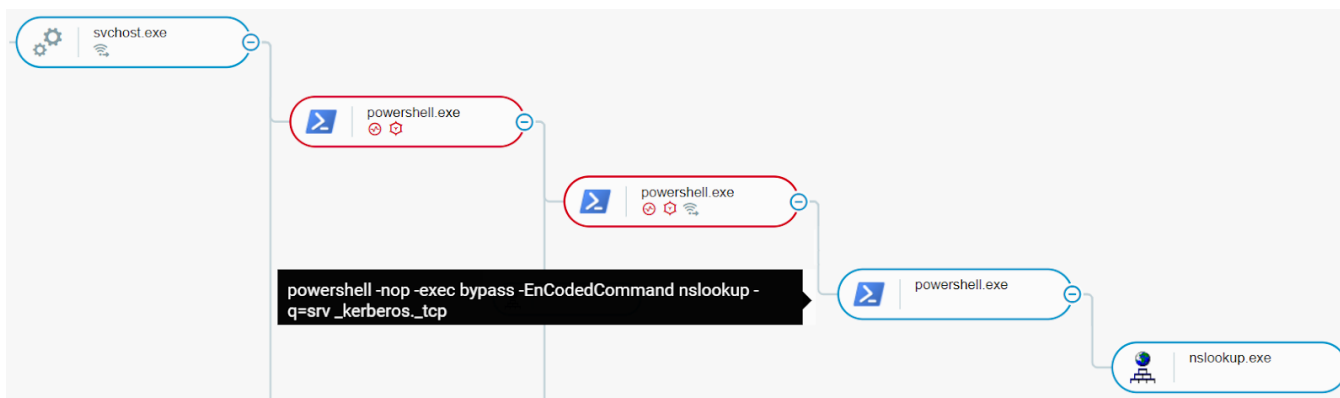 svchost.exe
powershell.exe
powershell.exe
powershell -nop -exec bypass -EnCodedCommand nslookup -
q=srv _kerberos._tcp
powershell.exe
nslookup.exe